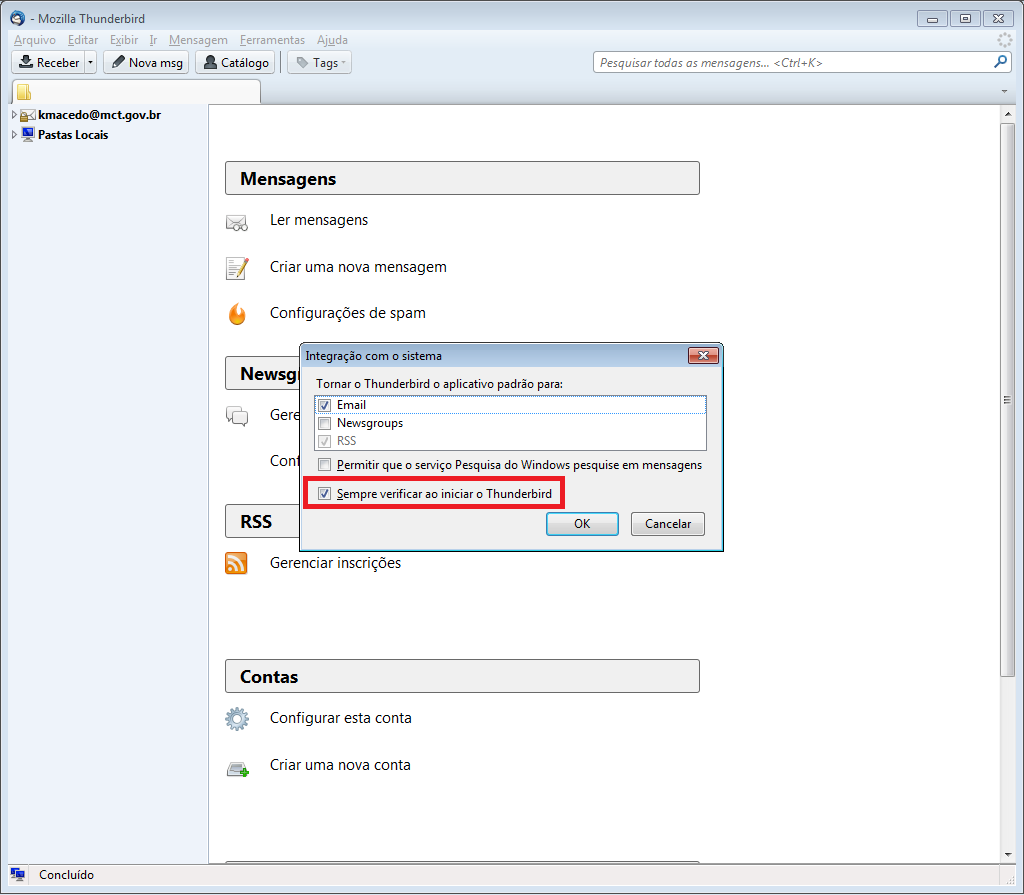 - Mozilla Thunderbird
Arquivo Editar Exibir Ir Mensagem Ferramentas Ajuda
Receber Nova msg Catálogo Tags
Pesquisar todas as mensagens... <Ctrl+K>
kmacedo@mct.gov.br
Pastas Locais
Mensagens
Ler mensagens
Criar uma nova mensagem
Configurações de spam
Newsg
Gere
Conf
RSS
Gerenciar inscrições
Contas
Configurar esta conta
Criar uma nova conta
Integração com o sistema
Tornar o Thunderbird o aplicativo padrão para:
Email
Newsgroups
RSS
Permitir que o serviço Pesquisa do Windows pesquise em mensagens
Sempre verificar ao iniciar o Thunderbird
OK Cancelar
Concluído